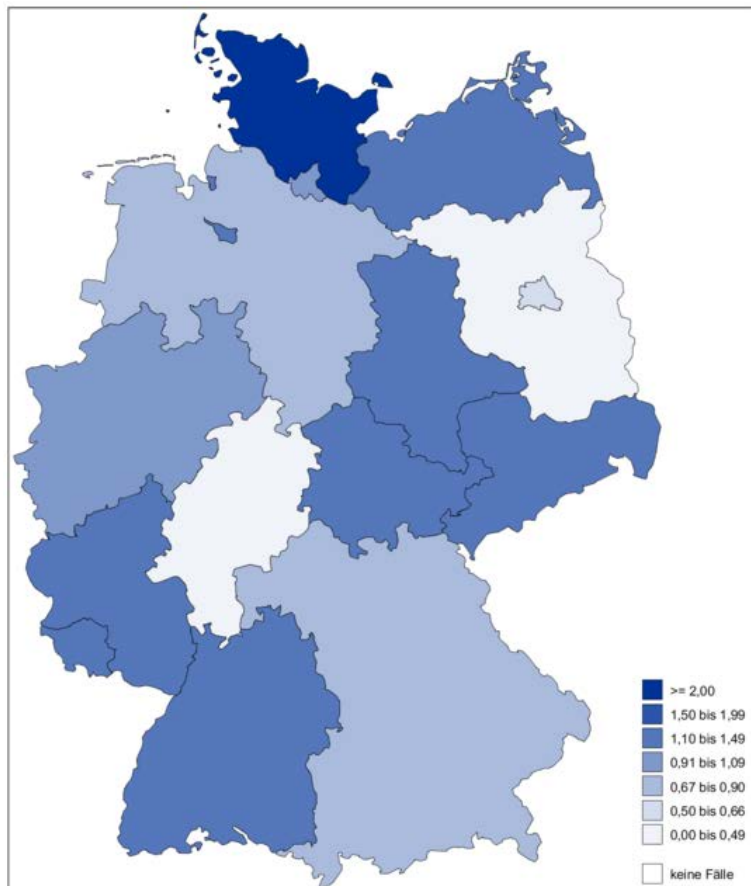 >= 2,00
1,50 bis 1,99
1,10 bis 1,49
0,91 bis 1,09
0,67 bis 0,90
0,50 bis 0,66
0,00 bis 0,49
keine Fälle